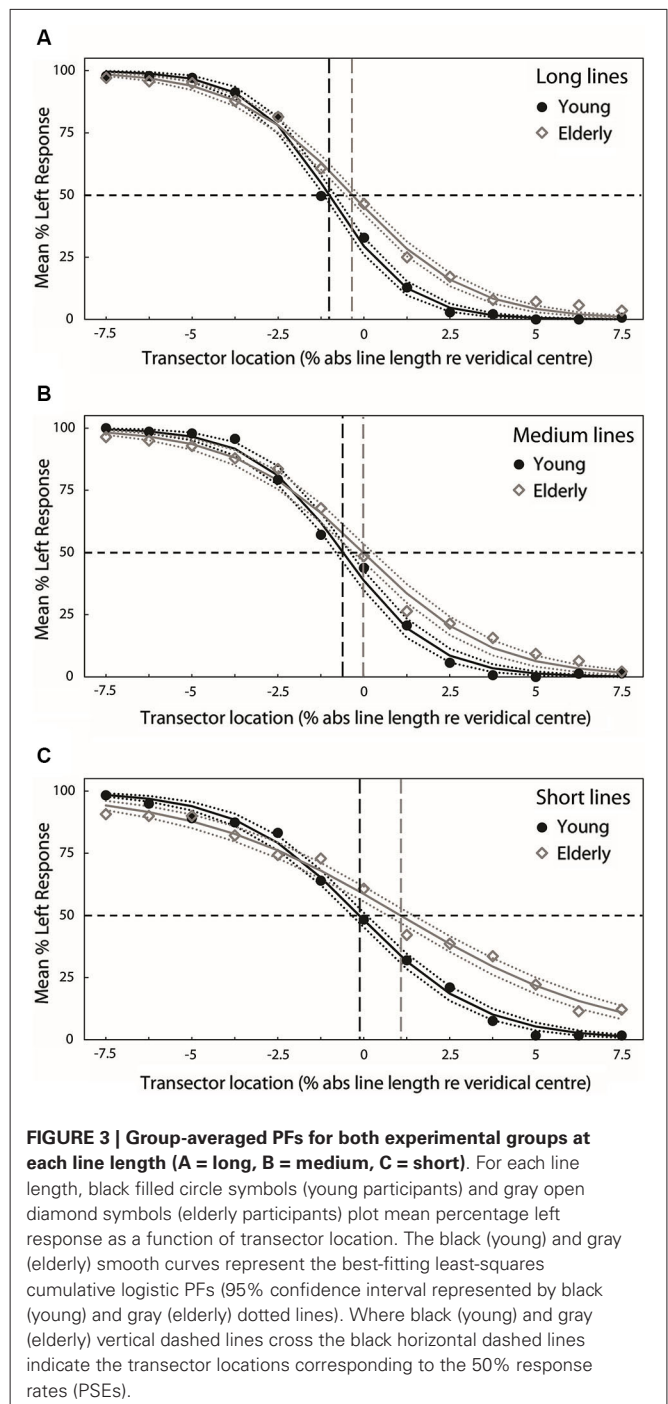 A
100
75
50
25
0
Mean % Left Response
Long lines
Young
Elderly
-7.5
-5
-2.5
0
2.5
5
7.5
Transector location (% abs line length re veridical centre)
B
100
75
50
25
0
Mean % Left Response
Medium lines
Young
Elderly
-7.5
-5
-2.5
0
2.5
5
7.5
Transector location (% abs line length re veridical centre)
C
100
75
50
25
0
Mean % Left Response
Short lines
Young
Elderly
-7.5
-5
-2.5
0
2.5
5
7.5
Transector location (% abs line length re veridical centre)
FIGURE 3 | Group-averaged PFs for both experimental groups at
each line length (A = long, B = medium, C = short). For each line
length, black filled circle symbols (young participants) and gray open
diamond symbols (elderly participants) plot mean percentage left
response as a function of transector location. The black (young) and gray
(elderly) smooth curves represent the best-fitting least-squares
cumulative logistic PFs (95% confidence interval represented by black
(young) and gray (elderly) dotted lines). Where black (young) and gray
(elderly) vertical dashed lines cross the black horizontal dashed lines
indicate the transector locations corresponding to the 50% response
rates (PSEs).